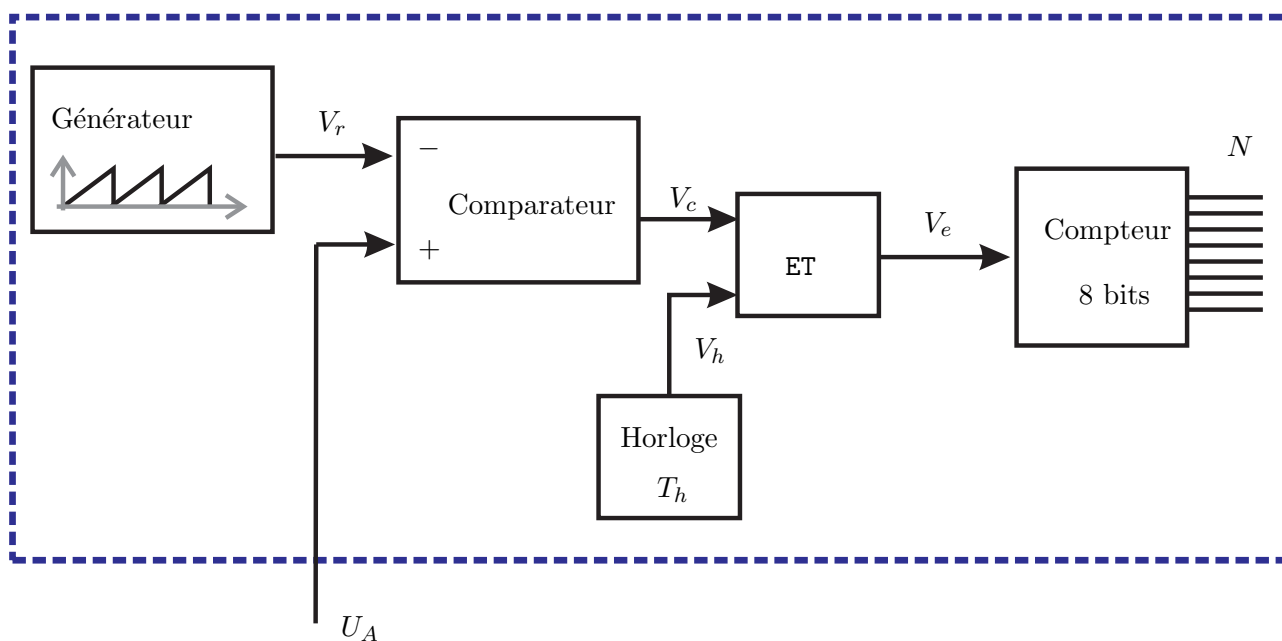 Générateur
V_r
−
+
Comparateur
V_c
ET
V_h
Horloge
T_h
V_e
Compteur
8 bits
N
U_A